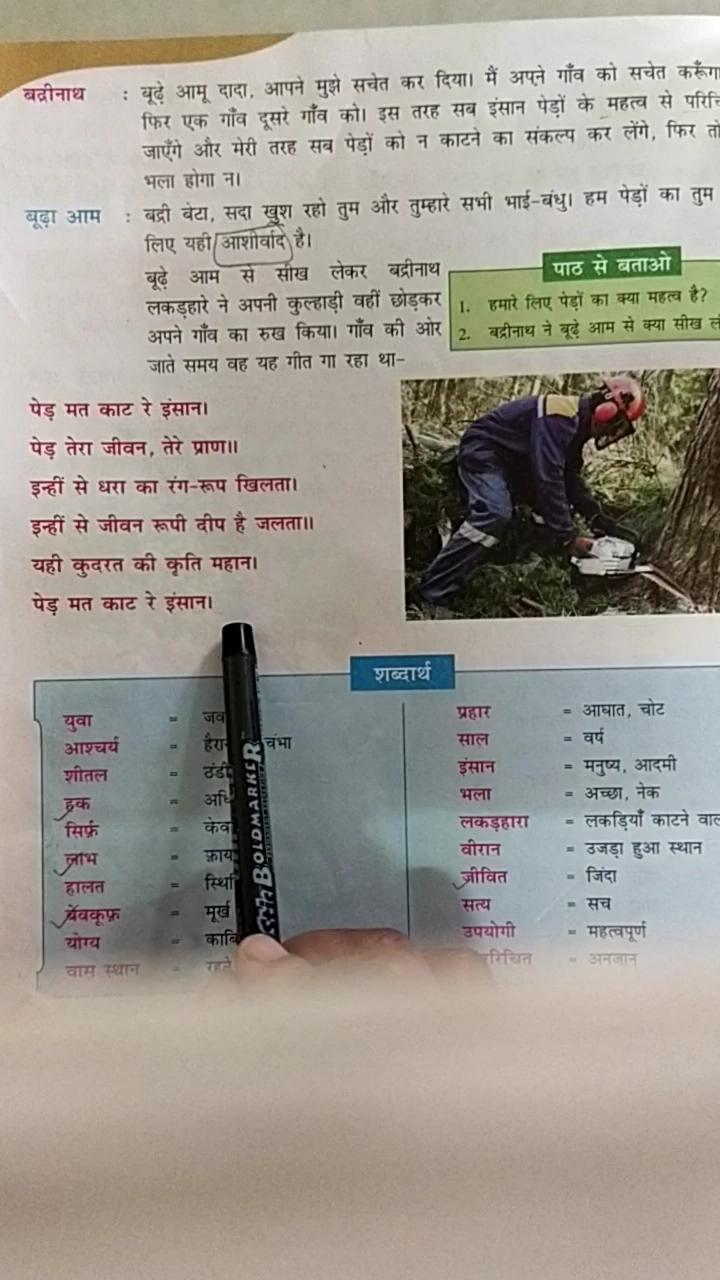 बद्रीनाथ : बूढ़े आमू दादा, आपने मुझे सचेत कर दिया। मैं अपने गाँव को सचेत करूँगा
फिर एक गाँव दूसरे गाँव को। इस तरह सब इंसान पेड़ों के महत्व से
जाएँगे और मेरी तरह सब पेड़ों को न काटने का संकल्प कर लेंगे, फिर तो
भला होगा न।
बूढ़ा आम : बद्री बेटा, सदा खुश रहो तुम और तुम्हारे सभी भाई-बंधु। हम पेड़ों का तुम
लिए यही आशीर्वाद है।
बूढ़े आम से सीख लेकर बद्रीनाथ
लकड़हारे ने अपनी कुल्हाड़ी वहीं छोड़कर
अपने गाँव का रुख किया। गाँव की ओर
जाते समय वह यह गीत गा रहा था-
पाठ से बताओ
1. हमारे लिए पेड़ों का क्या महत्व है?
2. बद्रीनाथ ने बूढ़े आम से क्या सीख
पेड़ मत काट रे इंसान।
पेड़ तेरा जीवन, तेरे प्राण॥
इन्हीं से धरा का रंग-रूप खिलता।
इन्हीं से जीवन रूपी दीप है जलता॥
यही कुदरत की कृति महान।
पेड़ मत काट रे इंसान।
शब्दार्थ
युवा =
आश्चर्य =
शीतल =
हक =
सिर्फ़ =
लाभ =
हालत =
बेवकूफ़ = मूर्ख
योग्य =
वास स्थान =
प्रहार = आघात, चोट
साल = वर्ष
इंसान = मनुष्य, आदमी
भला = अच्छा, नेक
लकड़हारा = लकड़ियाँ काटने
वीरान = उजड़ा हुआ स्थान
जीवित = जिंदा
सत्य = सच
उपयोगी = महत्वपूर्ण
= अनजान
BOLDMARKER